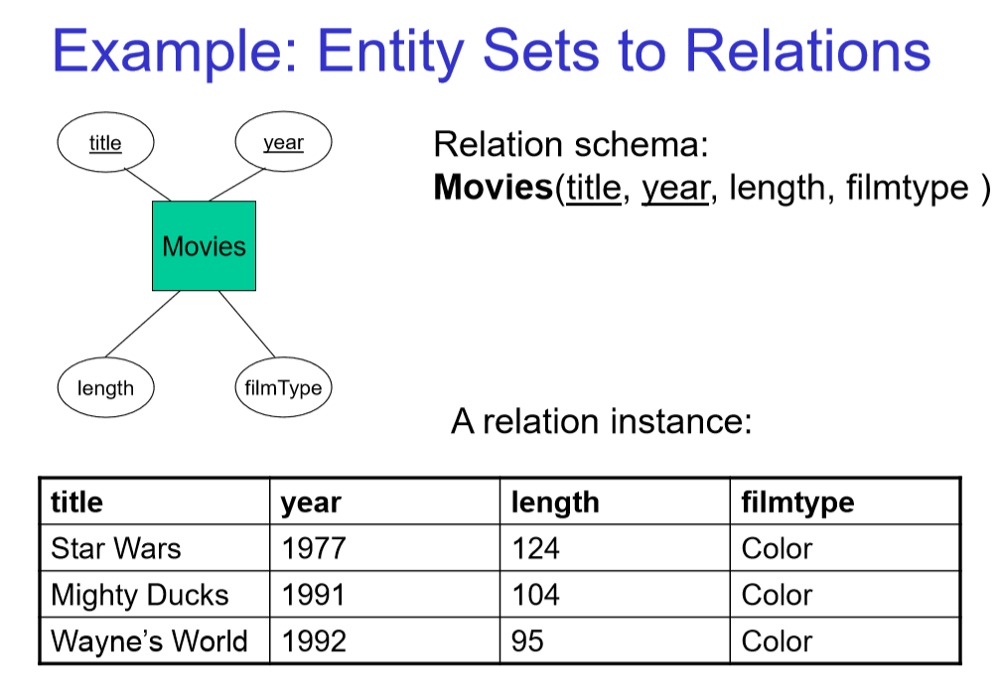 Example: Entity Sets to Relations
title
year
Relation schema:
Movies(title, year, length, filmtype )
Movies
length
filmType
A relation instance:
title year length filmtype
Star Wars 1977 124 Color
Mighty Ducks 1991 104 Color
Wayne’s World 1992 95 Color